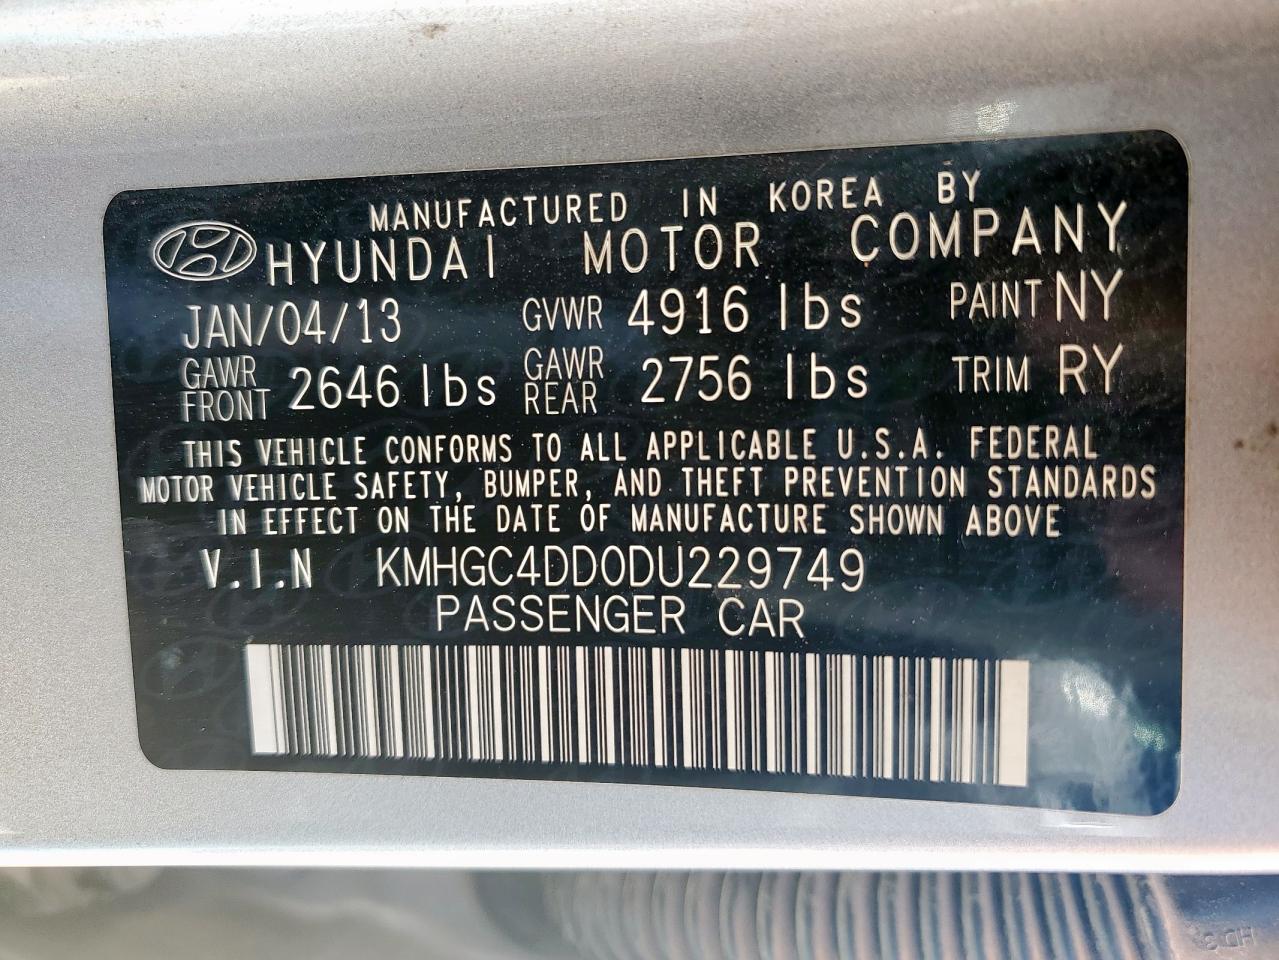 MANUFACTURED IN KOREA BY
HYUNDAI MOTOR COMPANY
JAN/04/13 GVWR 4916 lbs PAINT NY
GAWR FRONT 2646 lbs GAWR REAR 2756 lbs TRIM RY
THIS VEHICLE CONFORMS TO ALL APPLICABLE U.S.A. FEDERAL
MOTOR VEHICLE SAFETY, BUMPER, AND THEFT PREVENTION STANDARDS
IN EFFECT ON THE DATE OF MANUFACTURE SHOWN ABOVE
V.I.N KMHGC4DD0DU229749
PASSENGER CAR